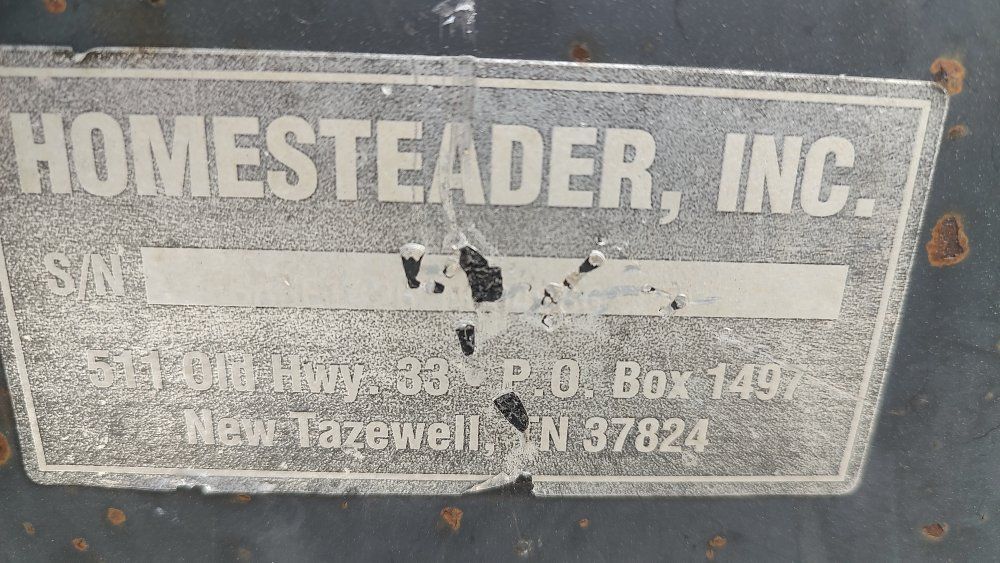 HOMESTEADER, INC.
S/N
511 Old Hwy. 33 P.O. Box 1497
New Tazewell, TN 37824